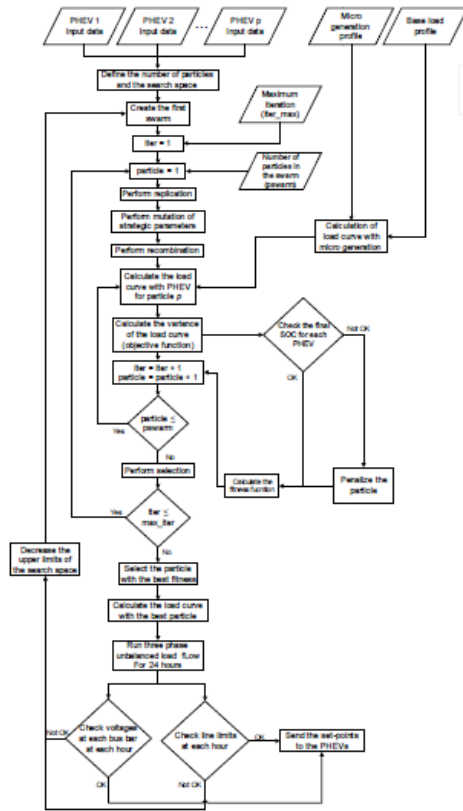 PHEV 1
Input data
PHEV 2
Input data
...
PHEV p
Input data
Micro
generation
profile
Base load
profile
Define the number of particles
and the search space
Create the first
swarm
Maximum
iteration
(iter_max)
Iter = 1
particle = 1
Number of
particles in
the swarm
(pswarm)
Perform replication
Perform mutation of
strategic parameters
Perform recombination
Calculation of
load curve with
micro generation
Calculate the load
curve with PHEV
for particle p
Calculate the variance
of the load curve
(objective function)
Check the final
SOC for each
PHEV
Not OK
OK
Iter = Iter + 1
particle = particle + 1
particle ≤
pswarm
Yes
No
Perform selection
Calculate the
fitness function
Penalize the
particle
Iter ≤
max_iter
Yes
No
Decrease the
upper limits of
the search space
Select the particle
with the best fitness
Calculate the load curve
with the best particle
Run three phase
unbalanced load flow
For 24 hours
Not OK
Check voltages
at each bus bar
at each hour
OK
Check line limits
at each hour
OK
Not OK
Send the set-points
to the PHEVs